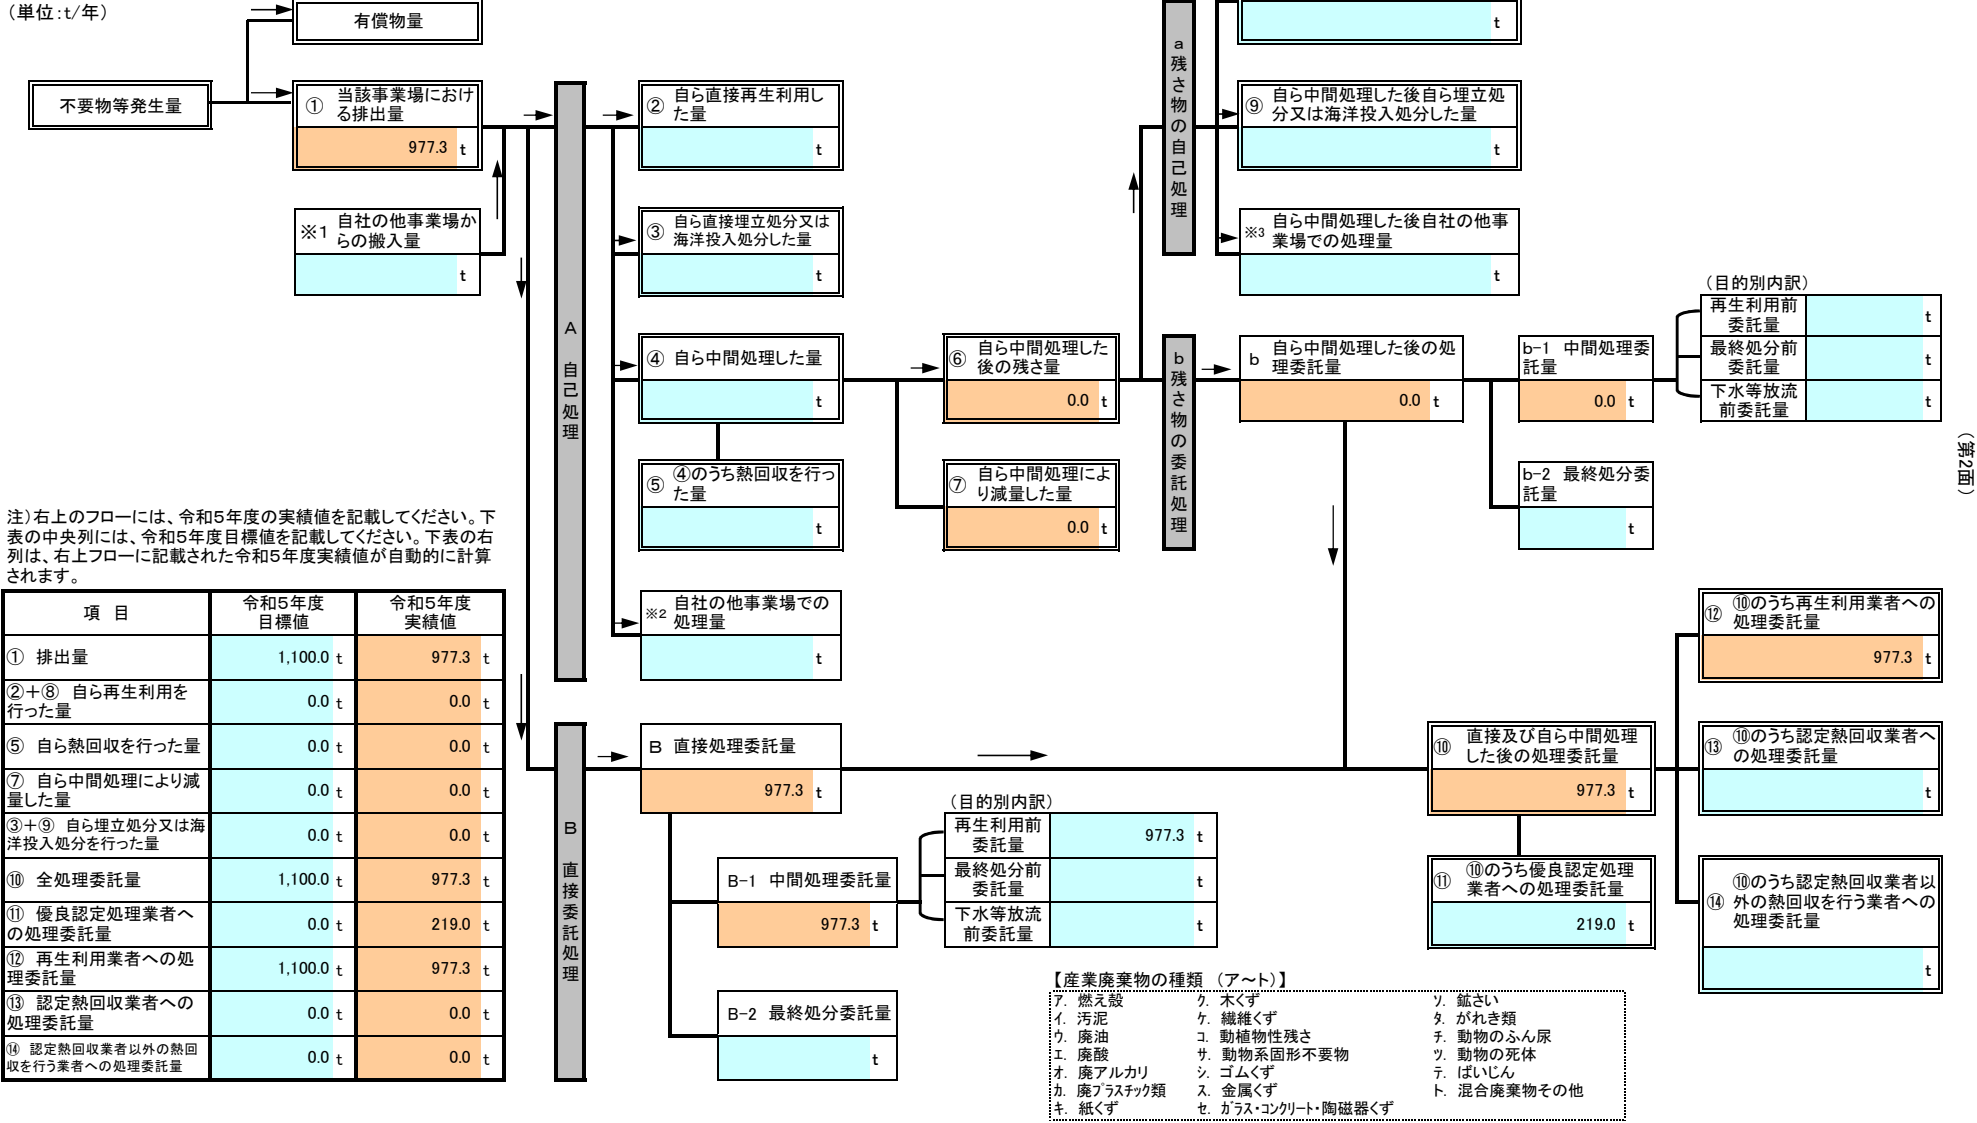 （単位:t/年）
有償物量
不要物等発生量
① 当該事業場におけ
る排出量
977.3 t
※1 自社の他事業場か
らの搬入量
t
A 自己処理
② 自ら直接再生利用し
た量
t
③ 自ら直接埋立処分又は
海洋投入処分した量
t
④ 自ら中間処理した量
t
⑤ ④のうち熱回収を行っ
た量
t
※2 自社の他事業場での
処理量
t
⑥ 自ら中間処理した
後の残さ量
0.0 t
⑦ 自ら中間処理によ
り減量した量
0.0 t
a残さ物の自己処理
t
⑨ 自ら中間処理した後自ら埋立処
分又は海洋投入処分した量
t
※3 自ら中間処理した後自社の他事
業場での処理量
t
b残さ物の委託処理
b 自ら中間処理した後の処
理委託量
0.0 t
b-1 中間処理委
託量
0.0 t
b-2 最終処分委
託量
t
（目的別内訳）
再生利用前
委託量
t
最終処分前
委託量
t
下水等放流
前委託量
t
（第2面）
注）右上のフローには、令和5年度の実績値を記載してください。下
表の中央列には、令和5年度目標値を記載してください。下表の右
列は、右上フローに記載された令和5年度実績値が自動的に計算
されます。
項 目 令和5年度 目標値 令和5年度 実績値
① 排出量 1,100.0 t 977.3 t
②＋⑧ 自ら再生利用を
行った量 0.0 t 0.0 t
⑤ 自ら熱回収を行った量 0.0 t 0.0 t
⑦ 自ら中間処理により減
量した量 0.0 t 0.0 t
③＋⑨ 自ら埋立処分又は海
洋投入処分を行った量 0.0 t 0.0 t
⑩ 全処理委託量 1,100.0 t 977.3 t
⑪ 優良認定処理業者へ
の処理委託量 0.0 t 219.0 t
⑫ 再生利用業者への処
理委託量 1,100.0 t 977.3 t
⑬ 認定熱回収業者への
処理委託量 0.0 t 0.0 t
⑭ 認定熱回収業者以外の熱回
収を行う業者への処理委託量 0.0 t 0.0 t
B 直接委託処理
B 直接処理委託量
977.3 t
B-1 中間処理委託量
977.3 t
B-2 最終処分委託量
t
（目的別内訳）
再生利用前
委託量
977.3 t
最終処分前
委託量
t
下水等放流
前委託量
t
⑩ 直接及び自ら中間処理
した後の処理委託量
977.3 t
⑪ ⑩のうち優良認定処理
業者への処理委託量
219.0 t
⑫ ⑩のうち再生利用業者への
処理委託量
977.3 t
⑬ ⑩のうち認定熱回収業者へ
の処理委託量
t
⑭ ⑩のうち認定熱回収業者以
外の熱回収を行う業者への
処理委託量
t
【産業廃棄物の種類 （ア～ト）】
ア. 燃え殻 ク. 木くず ソ. 鉱さい
イ. 汚泥 ケ. 繊維くず タ. がれき類
ウ. 廃油 コ. 動植物性残さ チ. 動物のふん尿
エ. 廃酸 サ. 動物系固形不要物 ツ. 動物の死体
オ. 廃アルカリ シ. ゴムくず テ. ばいじん
カ. 廃プラスチック類 ス. 金属くず ト. 混合廃棄物その他
キ. 紙くず セ. ガラス・コンクリート・陶磁器くず